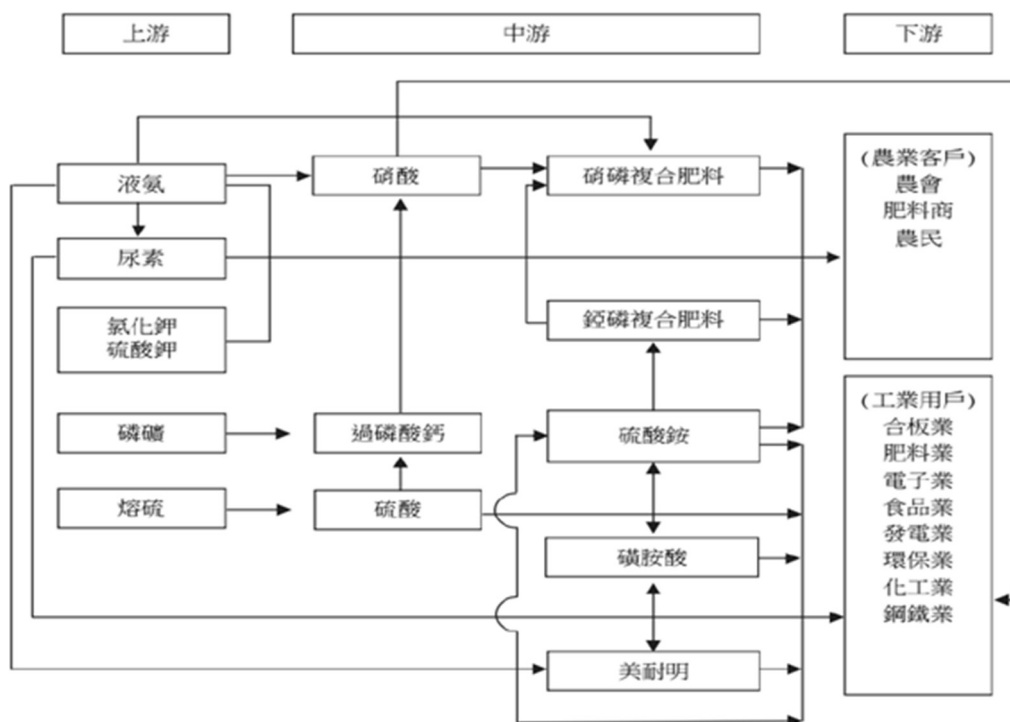 上游
中游
下游
液氨
尿素
氯化鉀
硫酸鉀
磷礦
熔硫
硝酸
過磷酸鈣
硫酸
硝磷複合肥料
錏磷複合肥料
硫酸銨
磺胺酸
美耐明
(農業客戶)
農會
肥料商
農民
(工業用戶)
合板業
肥料業
電子業
食品業
發電業
環保業
化工業
鋼鐵業